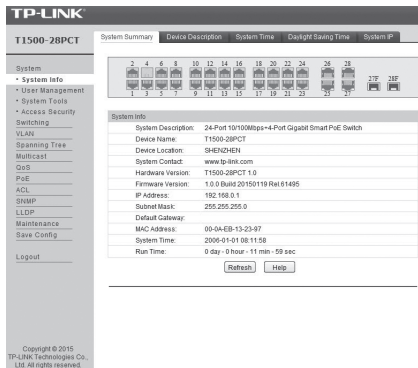 TP-LINK®
T1500-28PCT
System Summary Device Description System Time Daylight Saving Time System IP
System
• System Info
• User Management
• System Tools
• Access Security
Switching
VLAN
Spanning Tree
Multicast
QoS
PoE
ACL
SNMP
LLDP
Maintenance
Save Config
Logout
Copyright © 2015
TP-LINK Technologies Co.,
Ltd. All rights reserved.
2 4 6 8 10 12 14 16 18 20 22 24 26 28
27F 28F
1 3 5 7 9 11 13 15 17 19 21 23 25 27
System Info
System Description: 24-Port 10/100Mbps+4-Port Gigabit Smart PoE Switch
Device Name: T1500-28PCT
Device Location: SHENZHEN
System Contact: www.tp-link.com
Hardware Version: T1500-28PCT 1.0
Firmware Version: 1.0.0 Build 20150119 Rel.61495
IP Address: 192.168.0.1
Subnet Mask: 255.255.255.0
Default Gateway:
MAC Address: 00-0A-EB-13-23-97
System Time: 2006-01-01 08:11:58
Run Time: 0 day - 0 hour - 11 min - 59 sec
Refresh Help